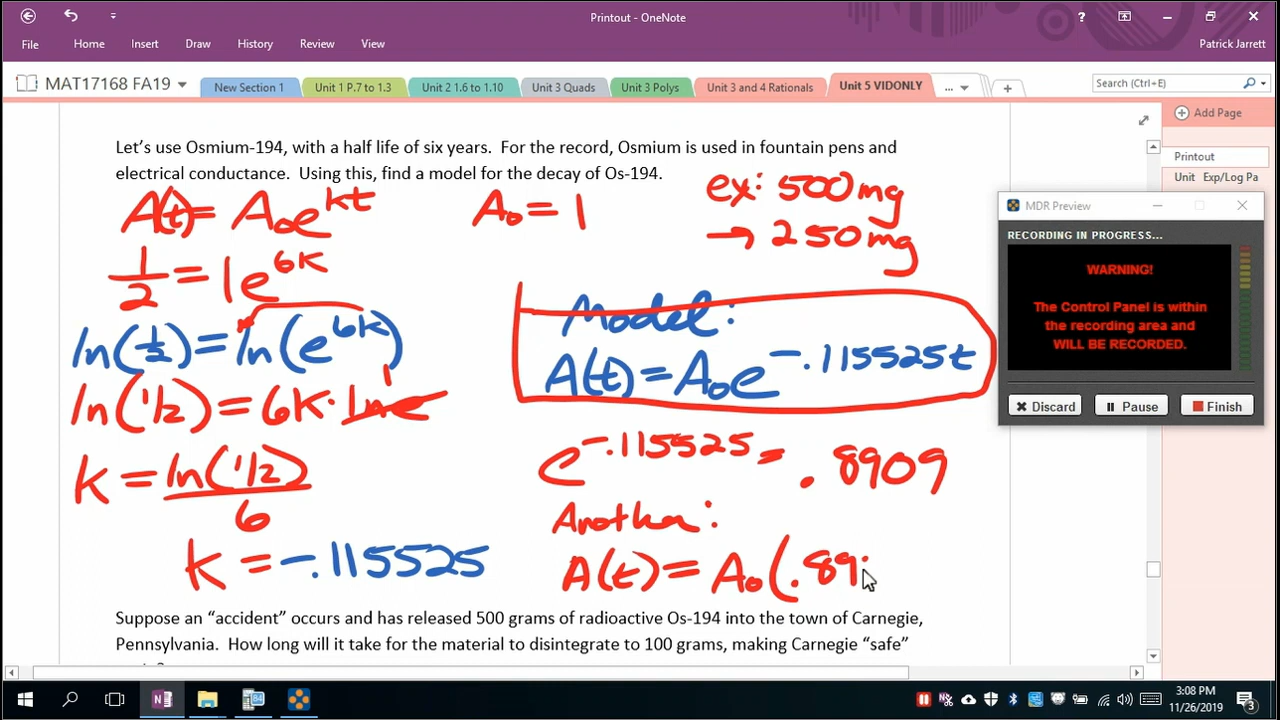 Printout - OneNote
File Home Insert Draw History Review View
Patrick Jarrett
MAT17168 FA19
New Section 1 Unit 1 P.7 to 1.3 Unit 2 1.6 to 1.10 Unit 3 Quads Unit 3 Polys Unit 3 and 4 Rationals Unit 5 VIDONLY ...
Search (Ctrl+E)
Add Page
Printout
Unit Exp/Log Pa
Let's use Osmium-194, with a half life of six years. For the record, Osmium is used in fountain pens and
electrical conductance. Using this, find a model for the decay of Os-194.
A(t)= A₀e^kt
A₀ = 1
ex: 500mg
→ 250mg
1/2 = 1e^6k
ln(1/2)=ln(e^6k)
ln(1/2)=6k·lne 1
k = ln(1/2)/6
k = -.115525
Model:
A(t)=A₀e^-.115525t
e^-.115525 = .8909
Another:
A(t)= A₀(.89
MDR Preview
RECORDING IN PROGRESS...
WARNING!
The Control Panel is within
the recording area and
WILL BE RECORDED.
Discard Pause Finish
Suppose an "accident" occurs and has released 500 grams of radioactive Os-194 into the town of Carnegie,
Pennsylvania. How long will it take for the material to disintegrate to 100 grams, making Carnegie "safe"
3:08 PM
11/26/2019
3